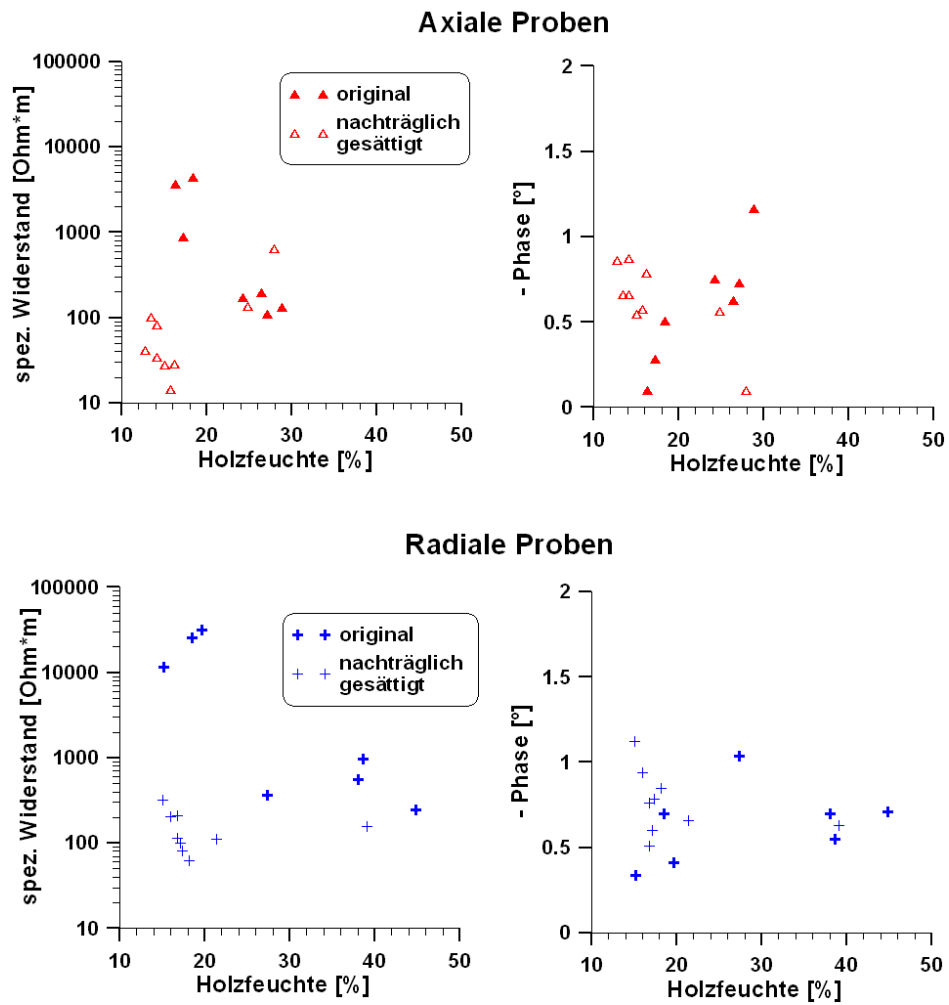 Axiale Proben
spez. Widerstand [Ohm*m]
100000
10000
1000
100
10
10 20 30 40 50
Holzfeuchte [%]
original
nachträglich
gesättigt
- Phase [°]
2
1.5
1
0.5
0
10 20 30 40 50
Holzfeuchte [%]
Radiale Proben
spez. Widerstand [Ohm*m]
100000
10000
1000
100
10
10 20 30 40 50
Holzfeuchte [%]
original
nachträglich
gesättigt
- Phase [°]
2
1.5
1
0.5
0
10 20 30 40 50
Holzfeuchte [%]